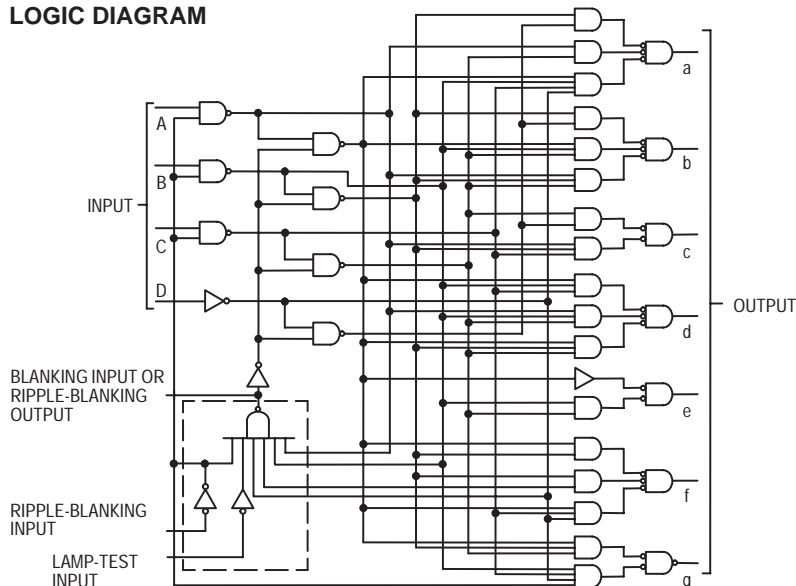 LOGIC DIAGRAM
a
A
b
B
INPUT
C
c
D
d
OUTPUT
BLANKING INPUT OR
RIPPLE-BLANKING
OUTPUT
e
f
RIPPLE-BLANKING
INPUT
LAMP-TEST
INPUT
g